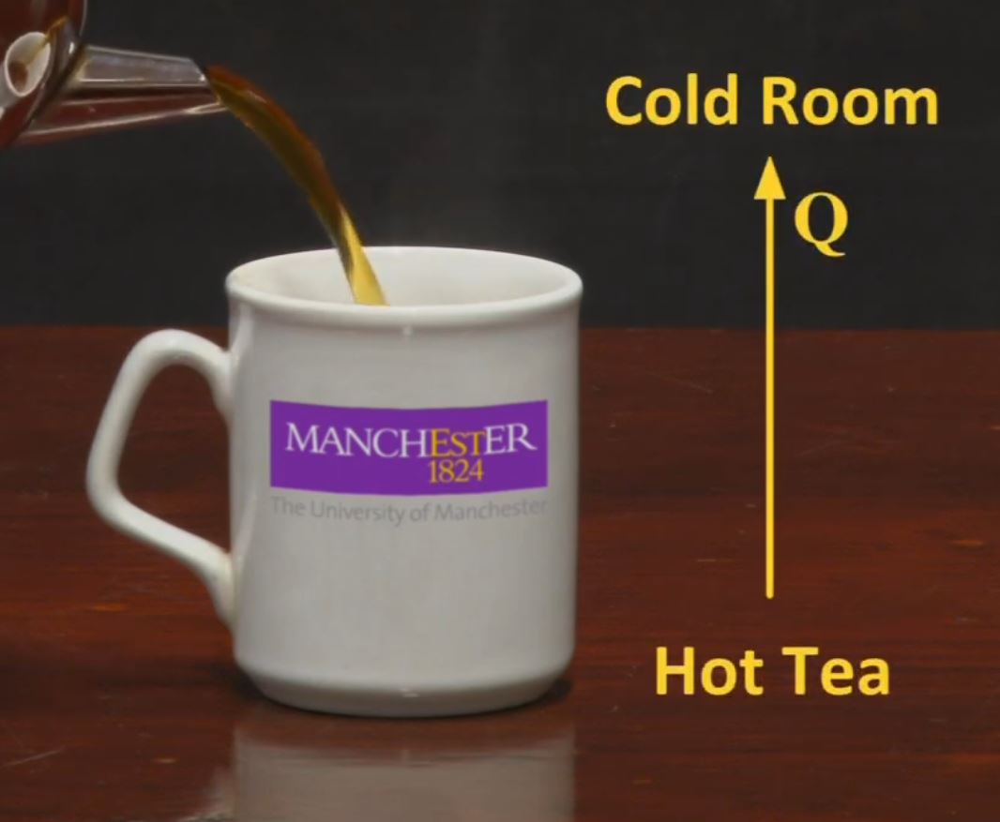 Cold Room
Q
MANCHESTER
1824
The University of Manchester
Hot Tea